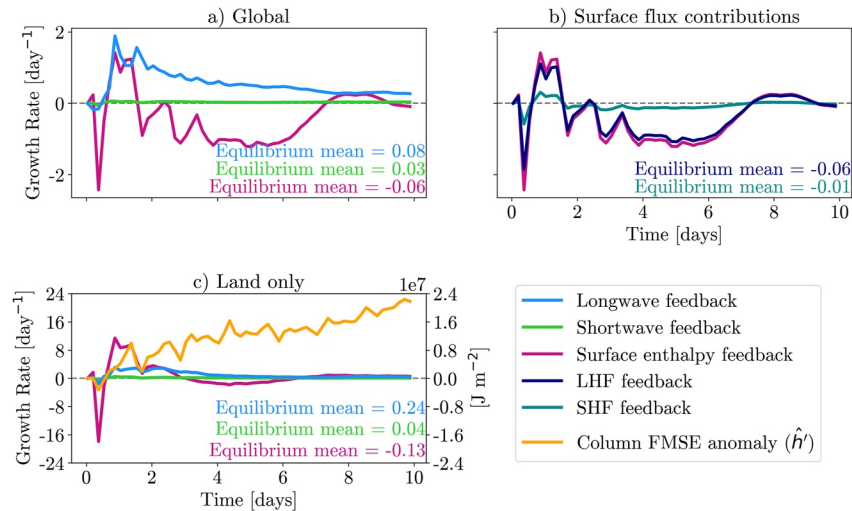 a) Global
Growth Rate [day⁻¹]
2
0
-2
Equilibrium mean = 0.08
Equilibrium mean = 0.03
Equilibrium mean = -0.06
b) Surface flux contributions
Equilibrium mean = -0.06
Equilibrium mean = -0.01
0 2 4 6 8 10
Time [days]
c) Land only
1e7
Growth Rate [day⁻¹]
24
16
8
0
-8
-16
-24
2.4
1.6
0.8
0.0
-0.8
-1.6
-2.4
[J m⁻²]
Equilibrium mean = 0.24
Equilibrium mean = 0.04
Equilibrium mean = -0.13
0 2 4 6 8 10
Time [days]
Longwave feedback
Shortwave feedback
Surface enthalpy feedback
LHF feedback
SHF feedback
Column FMSE anomaly (ĥ′)